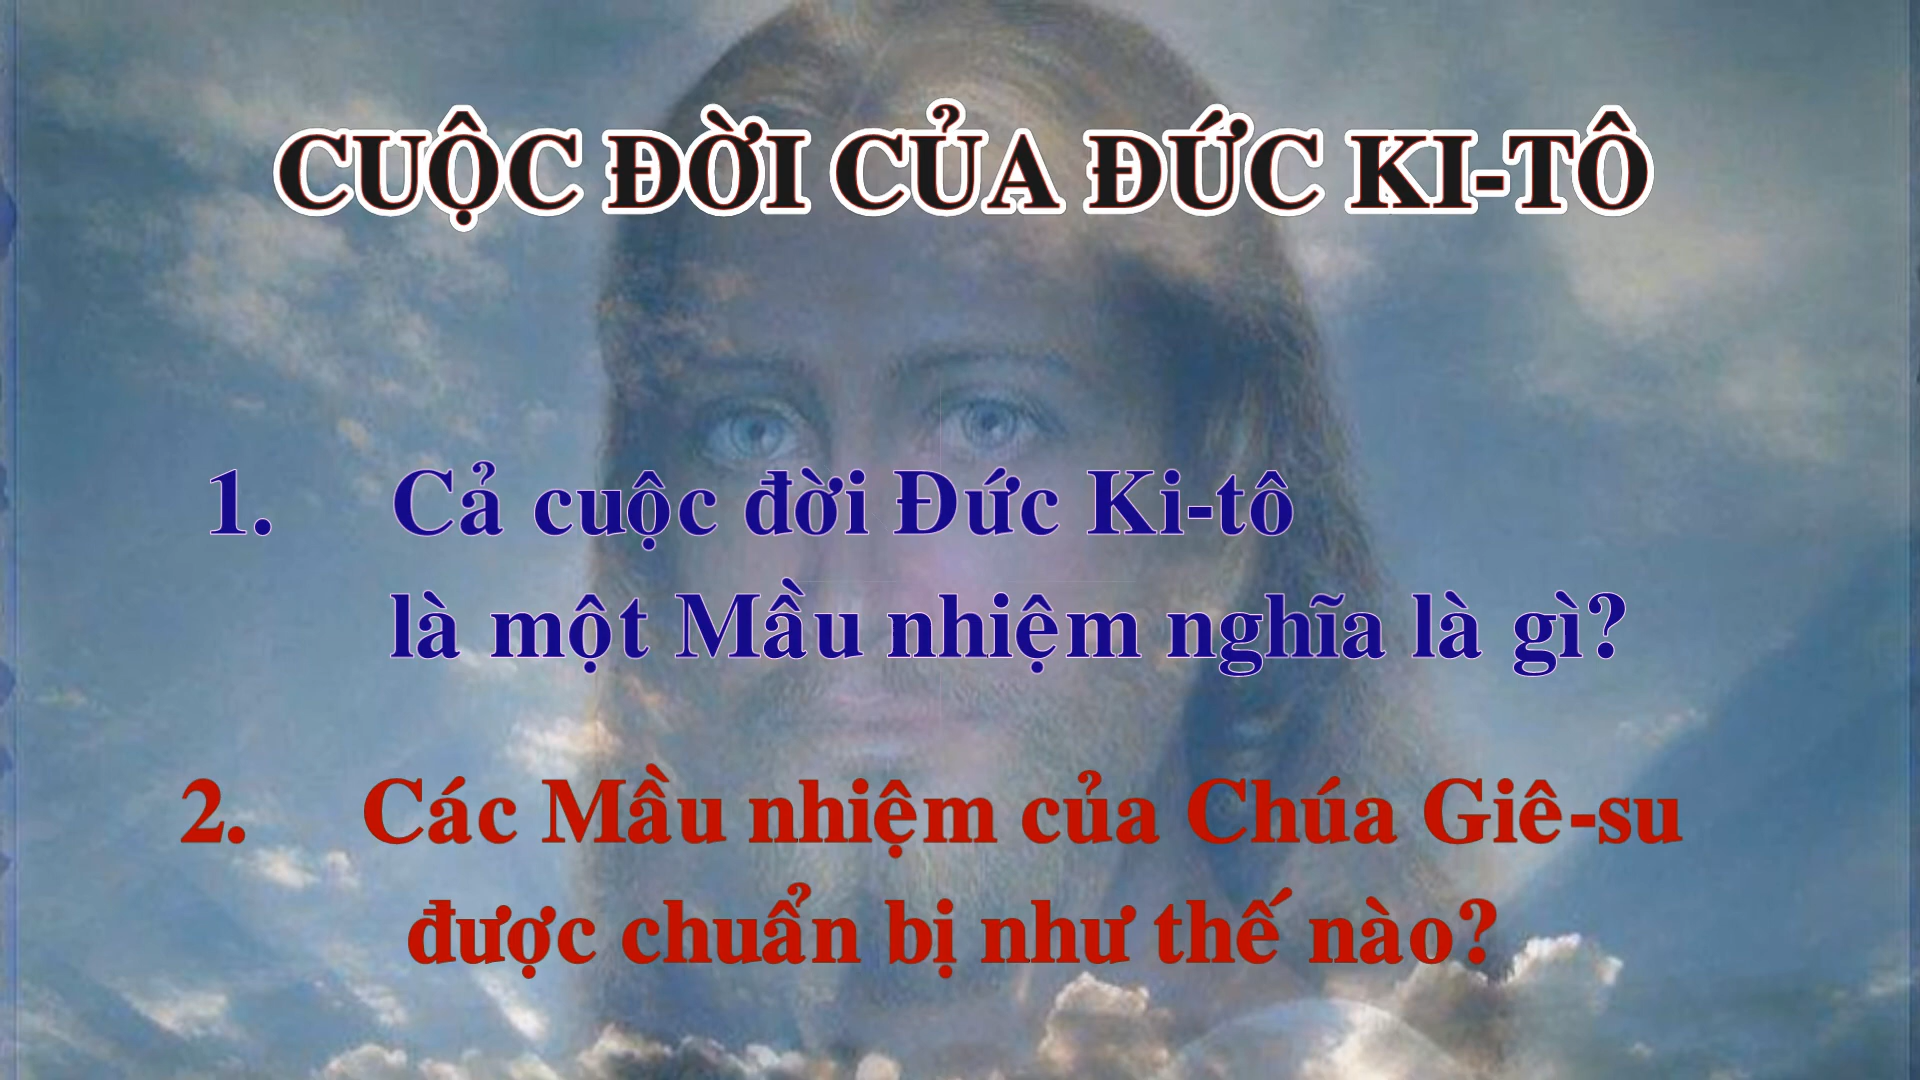 CUỘC ĐỜI CỦA ĐỨC KI-TÔ
1. Cả cuộc đời Đức Ki-tô
là một Mầu nhiệm nghĩa là gì?
2. Các Mầu nhiệm của Chúa Giê-su
được chuẩn bị như thế nào?